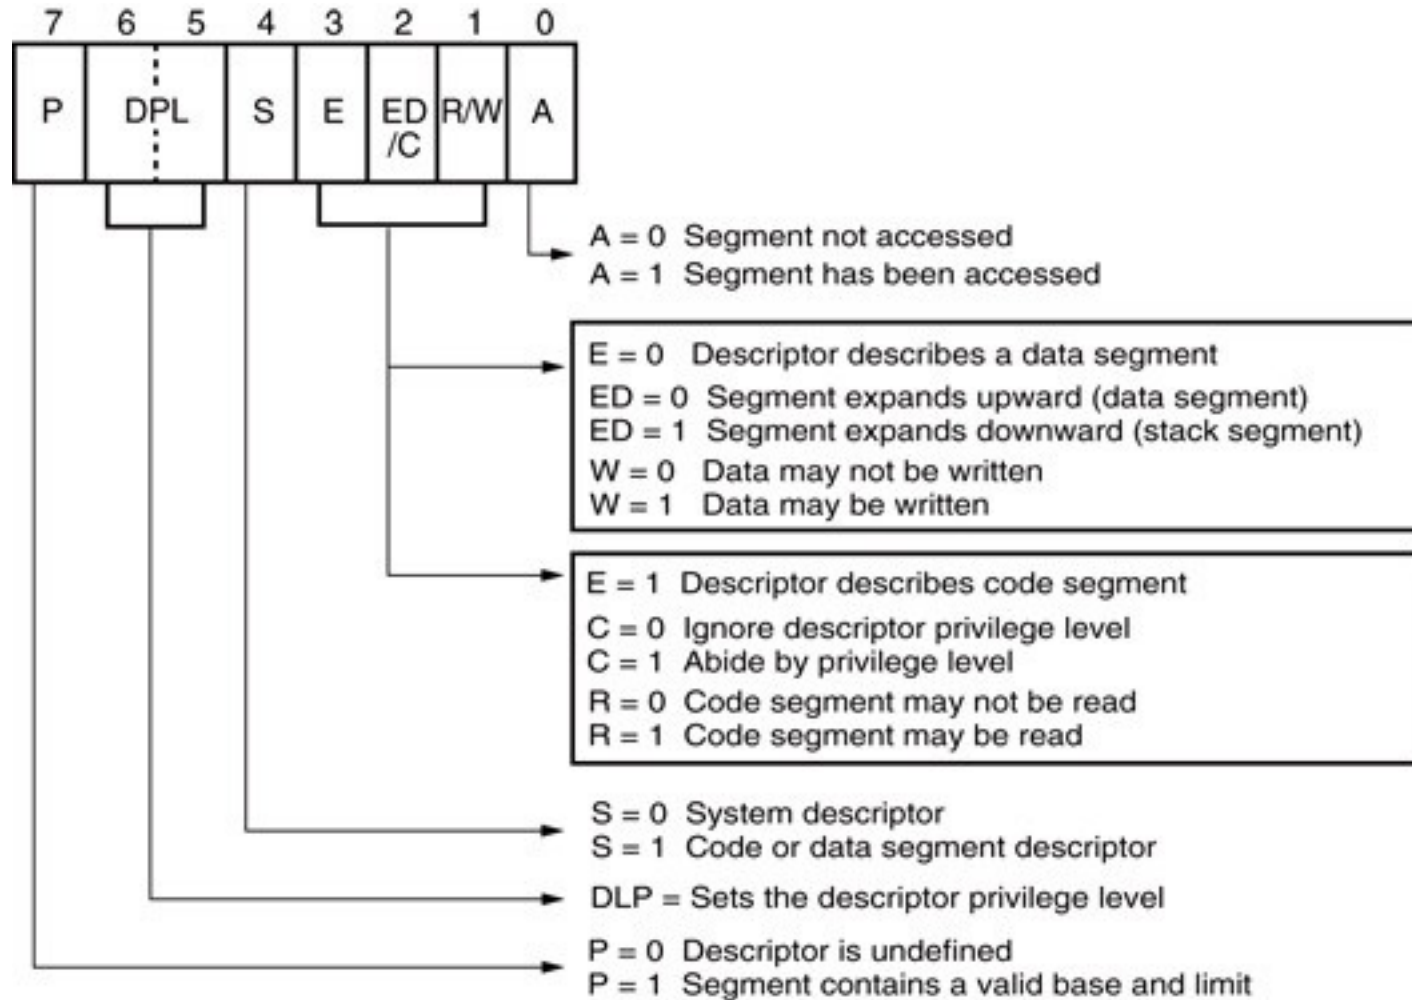 7 6 5 4 3 2 1 0
P DPL S E ED/C R/W A
A = 0 Segment not accessed
A = 1 Segment has been accessed
E = 0 Descriptor describes a data segment
ED = 0 Segment expands upward (data segment)
ED = 1 Segment expands downward (stack segment)
W = 0 Data may not be written
W = 1 Data may be written
E = 1 Descriptor describes code segment
C = 0 Ignore descriptor privilege level
C = 1 Abide by privilege level
R = 0 Code segment may not be read
R = 1 Code segment may be read
S = 0 System descriptor
S = 1 Code or data segment descriptor
DLP = Sets the descriptor privilege level
P = 0 Descriptor is undefined
P = 1 Segment contains a valid base and limit